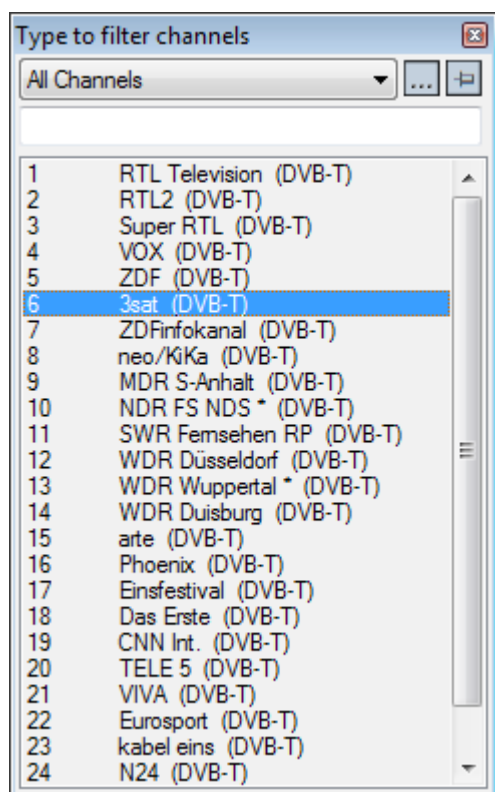 Type to filter channels
All Channels
...
1 RTL Television (DVB-T)
2 RTL2 (DVB-T)
3 Super RTL (DVB-T)
4 VOX (DVB-T)
5 ZDF (DVB-T)
6 3sat (DVB-T)
7 ZDFinfokanal (DVB-T)
8 neo/KiKa (DVB-T)
9 MDR S-Anhalt (DVB-T)
10 NDR FS NDS * (DVB-T)
11 SWR Fernsehen RP (DVB-T)
12 WDR Düsseldorf (DVB-T)
13 WDR Wuppertal * (DVB-T)
14 WDR Duisburg (DVB-T)
15 arte (DVB-T)
16 Phoenix (DVB-T)
17 Einsfestival (DVB-T)
18 Das Erste (DVB-T)
19 CNN Int. (DVB-T)
20 TELE 5 (DVB-T)
21 VIVA (DVB-T)
22 Eurosport (DVB-T)
23 kabel eins (DVB-T)
24 N24 (DVB-T)